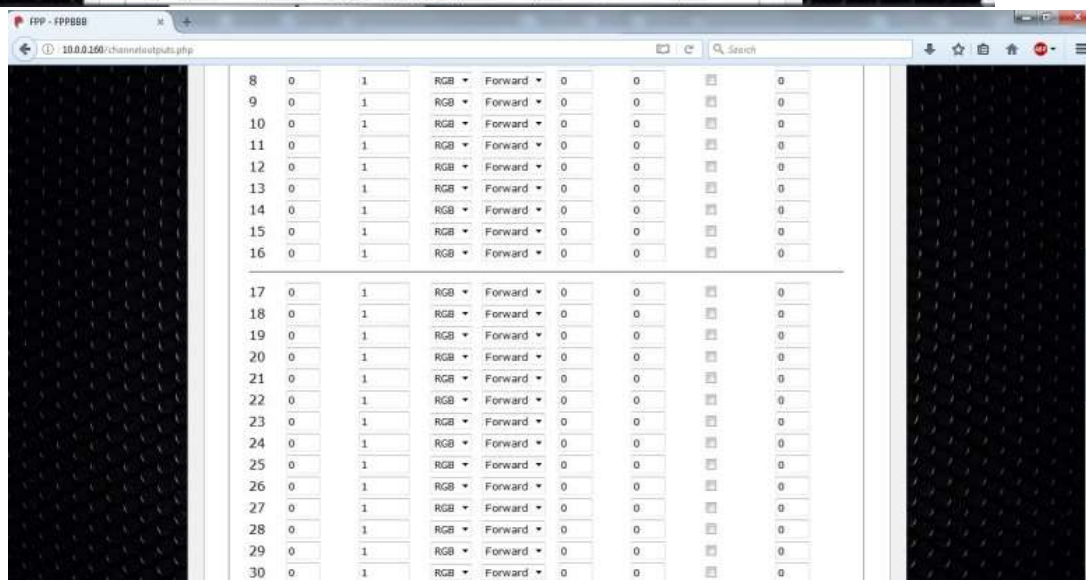 FPP - FPPBBB
10.0.0.160/channeloutputs.php
Search
ABP
8 0 1 RGB Forward 0 0 0
9 0 1 RGB Forward 0 0 0
10 0 1 RGB Forward 0 0 0
11 0 1 RGB Forward 0 0 0
12 0 1 RGB Forward 0 0 0
13 0 1 RGB Forward 0 0 0
14 0 1 RGB Forward 0 0 0
15 0 1 RGB Forward 0 0 0
16 0 1 RGB Forward 0 0 0
17 0 1 RGB Forward 0 0 0
18 0 1 RGB Forward 0 0 0
19 0 1 RGB Forward 0 0 0
20 0 1 RGB Forward 0 0 0
21 0 1 RGB Forward 0 0 0
22 0 1 RGB Forward 0 0 0
23 0 1 RGB Forward 0 0 0
24 0 1 RGB Forward 0 0 0
25 0 1 RGB Forward 0 0 0
26 0 1 RGB Forward 0 0 0
27 0 1 RGB Forward 0 0 0
28 0 1 RGB Forward 0 0 0
29 0 1 RGB Forward 0 0 0
30 0 1 RGB Forward 0 0 0